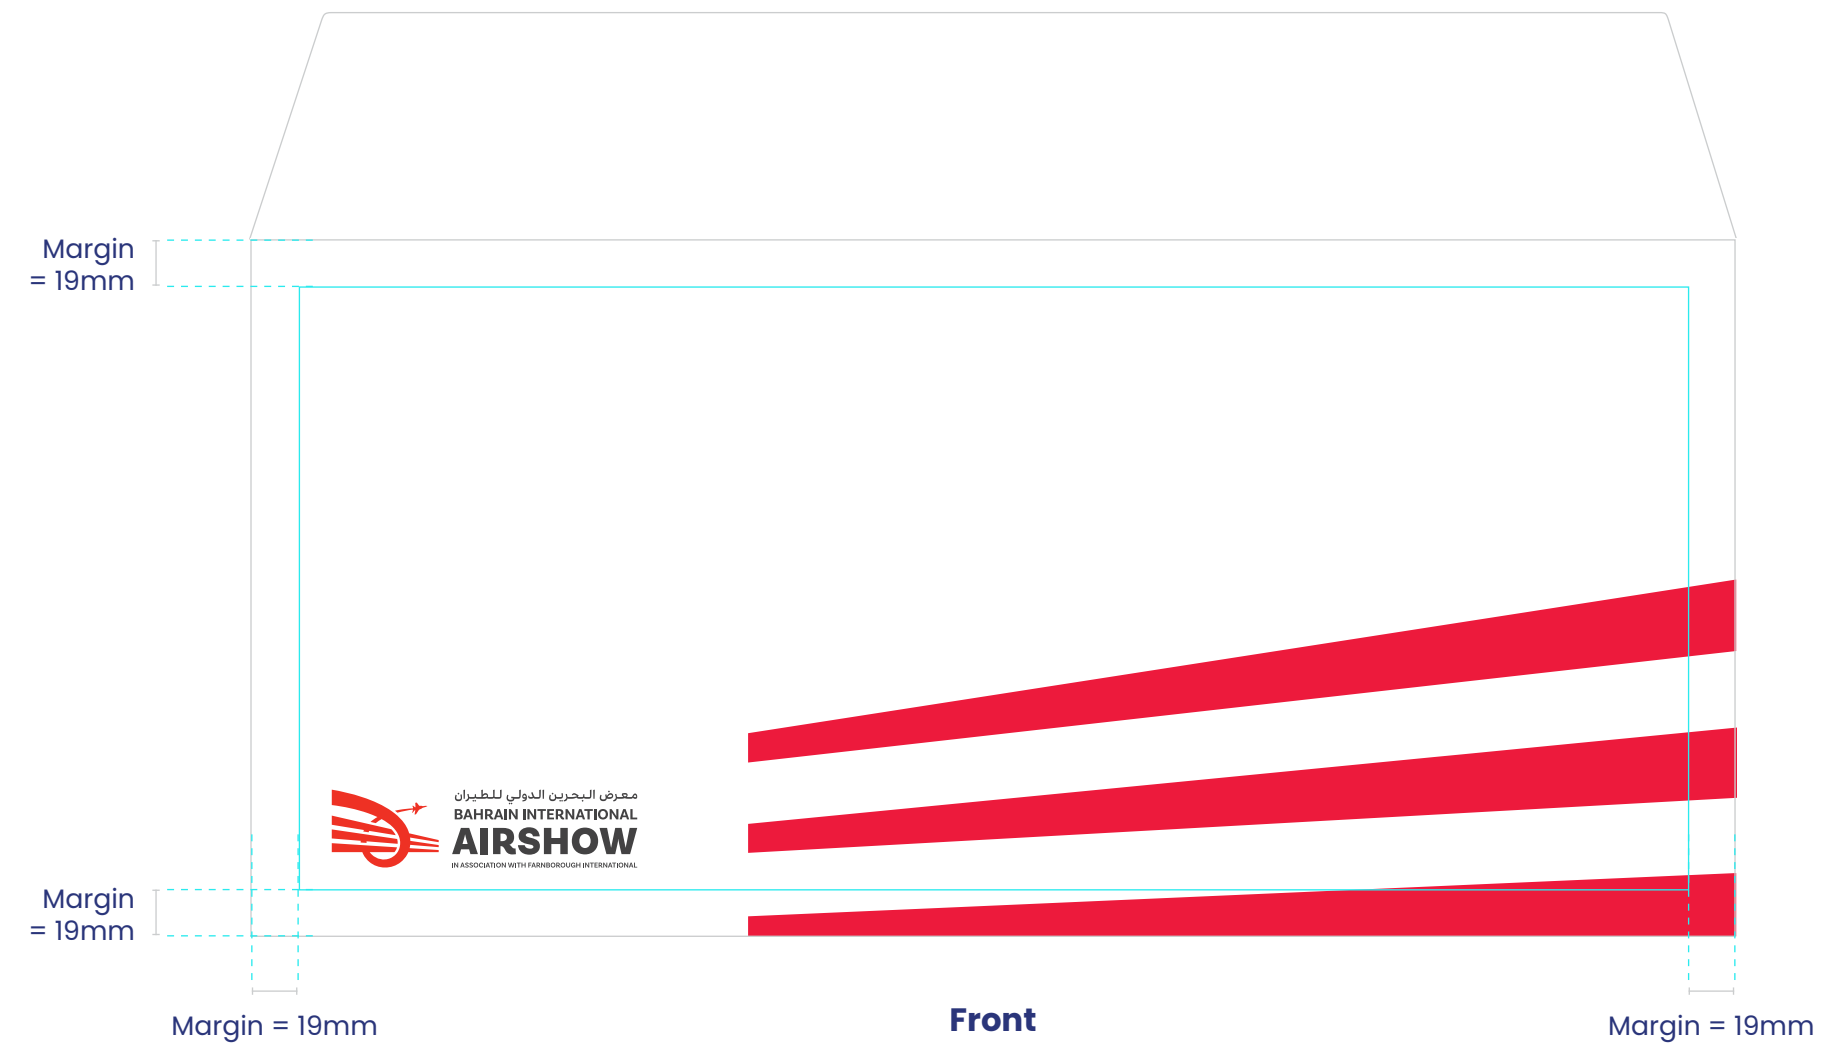 Margin
= 19mm
معرض البحرين الدولي للطيران
BAHRAIN INTERNATIONAL
AIRSHOW
IN ASSOCIATION WITH FARNBOROUGH INTERNATIONAL
Margin
= 19mm
Margin = 19mm
Front
Margin = 19mm